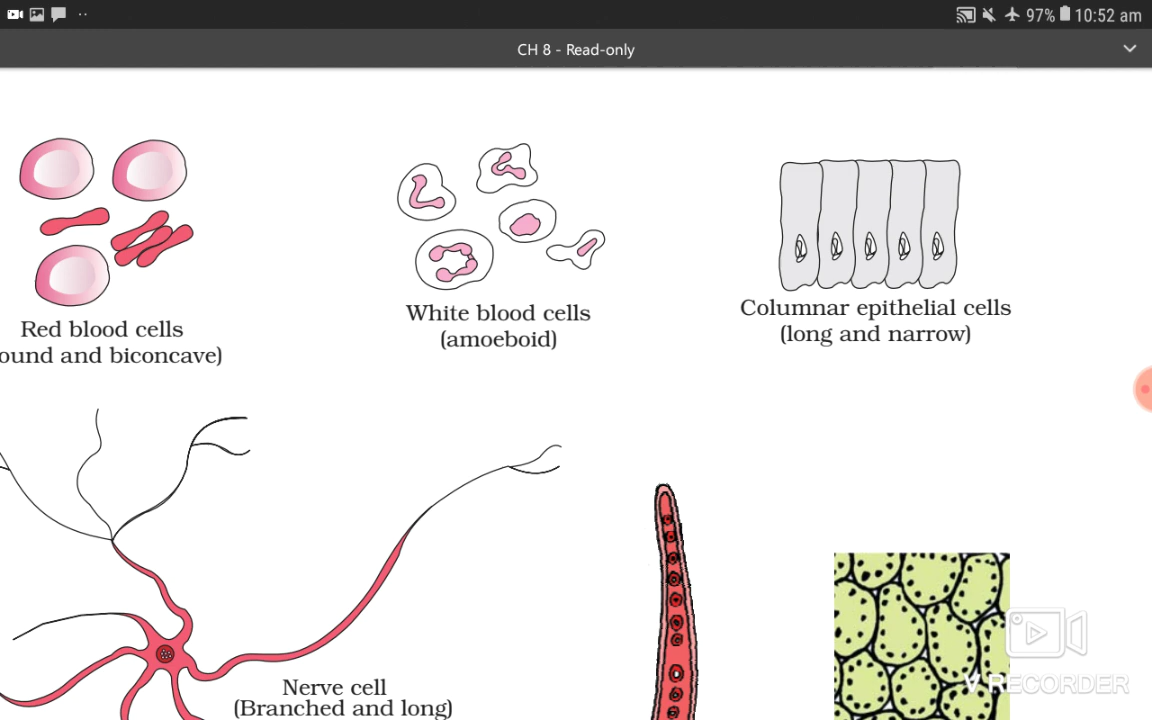 97% 10:52 am
CH 8 - Read-only
Red blood cells
ound and biconcave)
White blood cells
(amoeboid)
Columnar epithelial cells
(long and narrow)
Nerve cell
(Branched and long)
V RECORDER